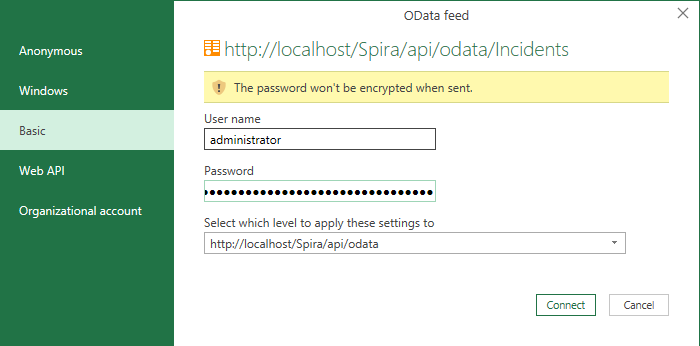 OData feed
Anonymous
Windows
Basic
Web API
Organizational account
http://localhost/Spira/api/odata/Incidents
The password won't be encrypted when sent.
User name
administrator
Password
●●●●●●●●●●●●●●●●●●●●●●●●●●●●●●●●●
Select which level to apply these settings to
http://localhost/Spira/api/odata
Connect
Cancel